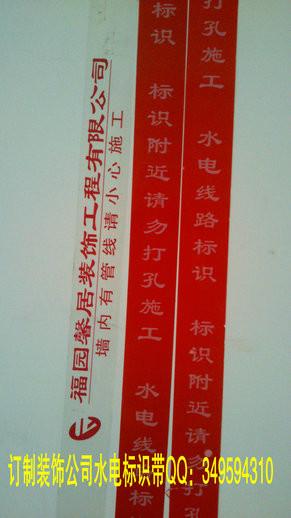 福园馨居装饰工程有限公司
墙内有管线请小心施工
标识 标识附近请勿打孔施工 水电线
打孔施工 水电线路标识 标识附近请勿打孔
订制装饰公司水电标识带QQ：349594310